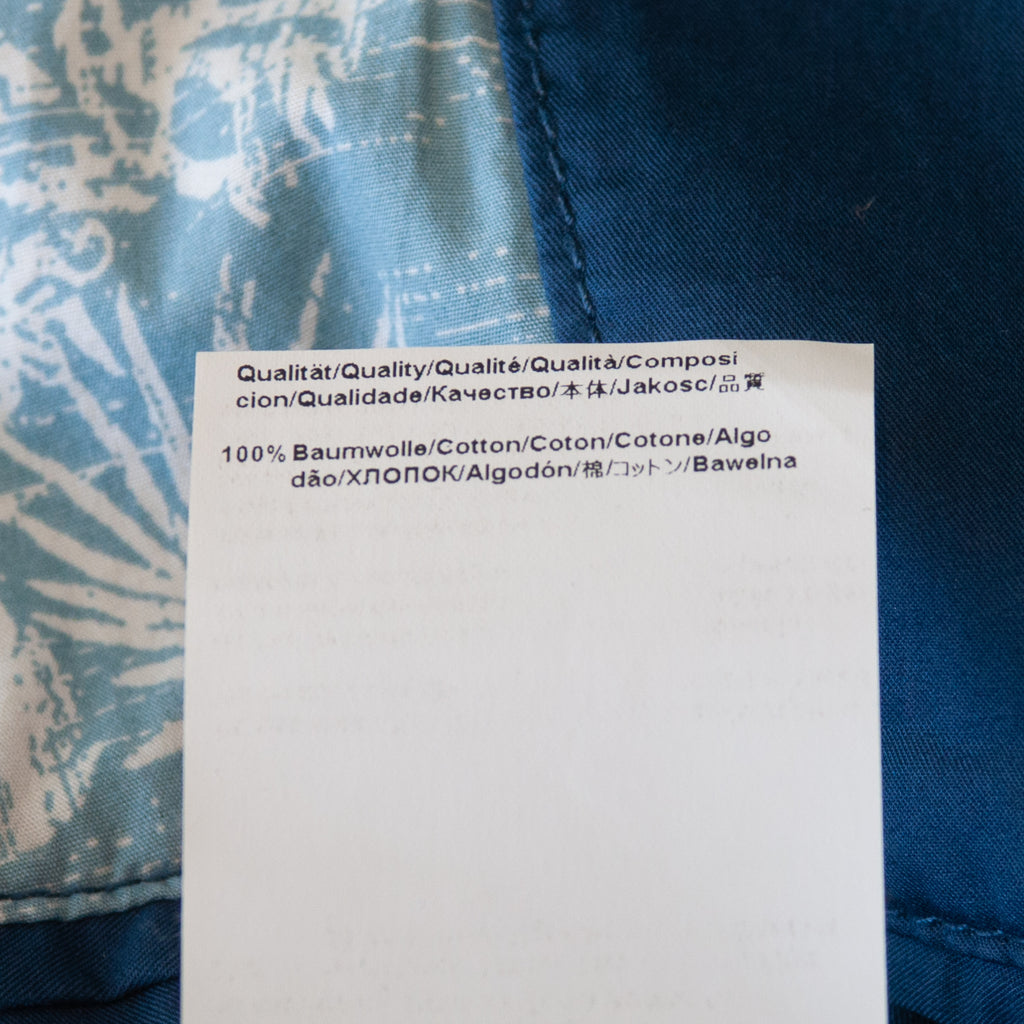 Qualität/Quality/Qualité/Qualità/Composi
cion/Qualidade/Качество/本体/Jakosc/品質
100% Baumwolle/Cotton/Coton/Cotone/Algo
dão/ХЛОПОК/Algodón/棉/コットン/Bawelna